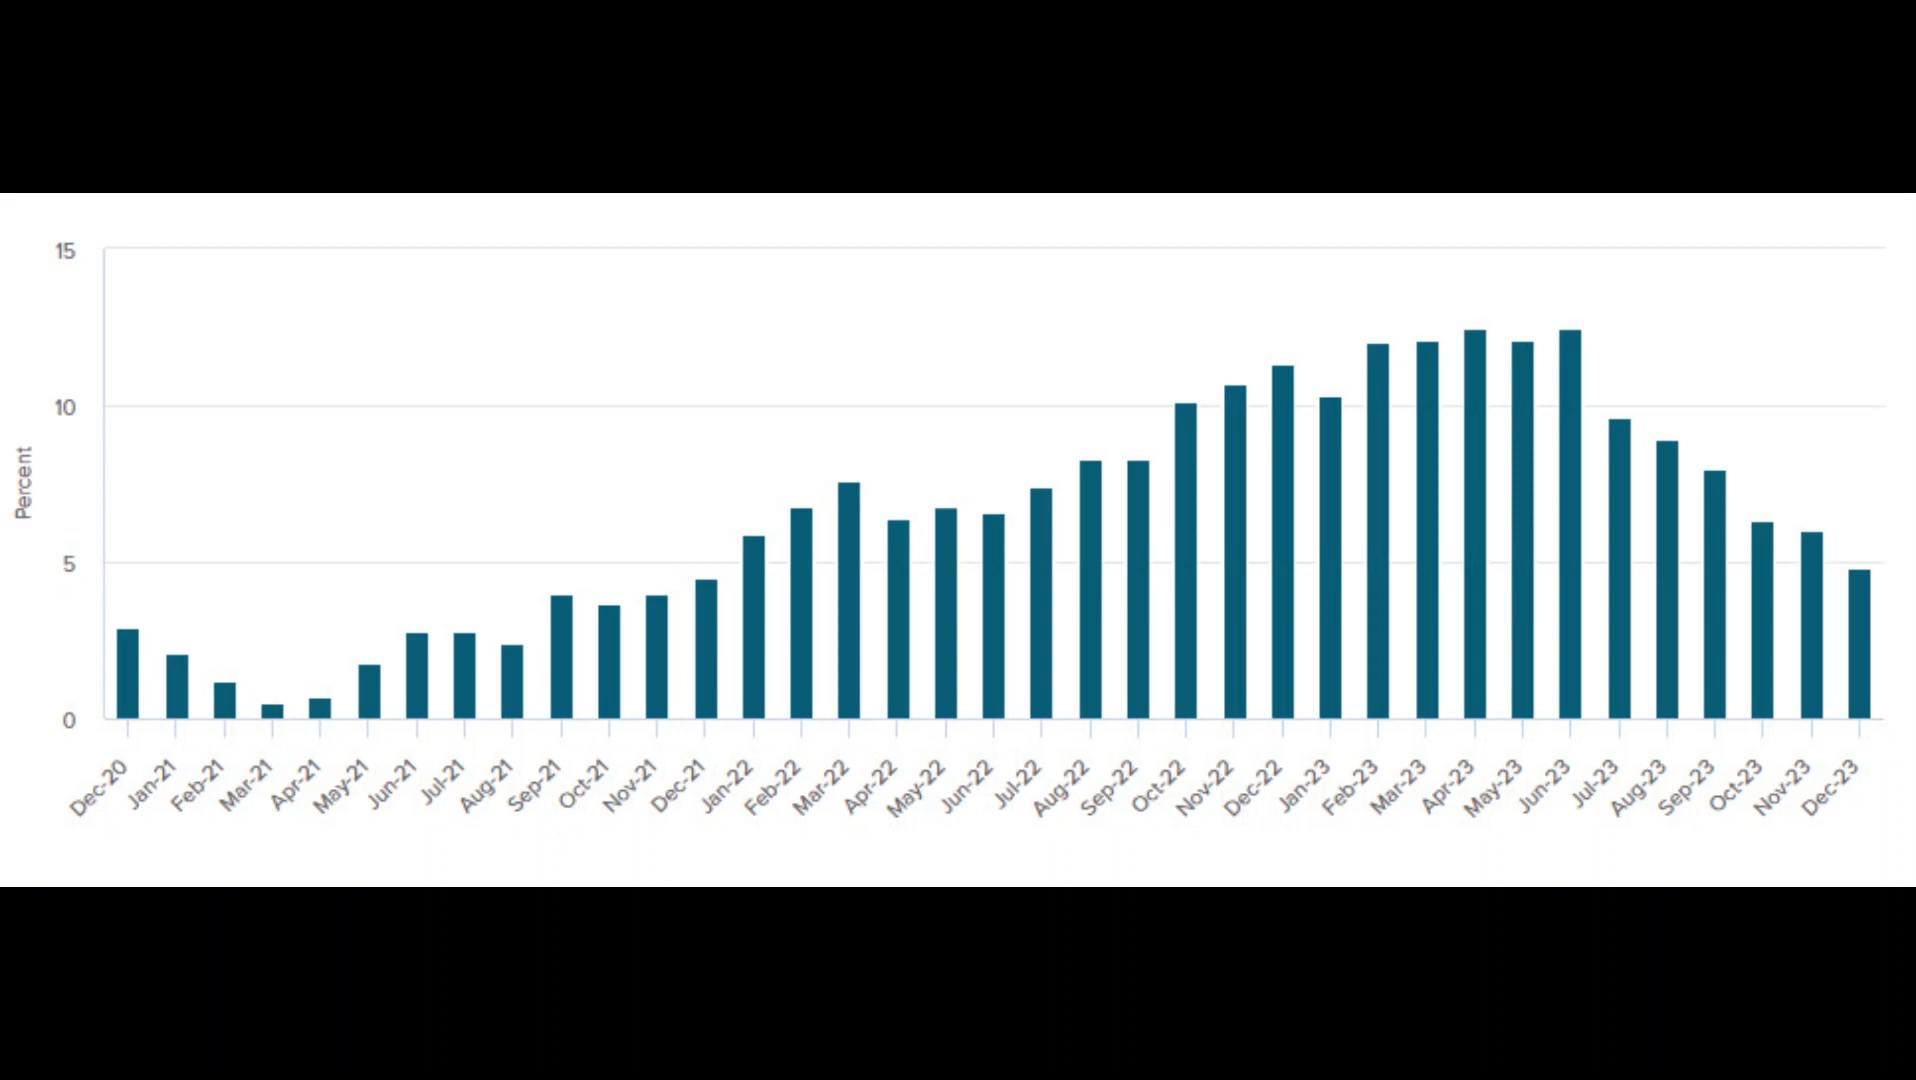 15
10
5
0
Percent
Dec-20
Jan-21
Feb-21
Mar-21
Apr-21
May-21
Jun-21
Jul-21
Aug-21
Sep-21
Oct-21
Nov-21
Dec-21
Jan-22
Feb-22
Mar-22
Apr-22
May-22
Jun-22
Jul-22
Aug-22
Sep-22
Oct-22
Nov-22
Dec-22
Jan-23
Feb-23
Mar-23
Apr-23
May-23
Jun-23
Jul-23
Aug-23
Sep-23
Oct-23
Nov-23
Dec-23